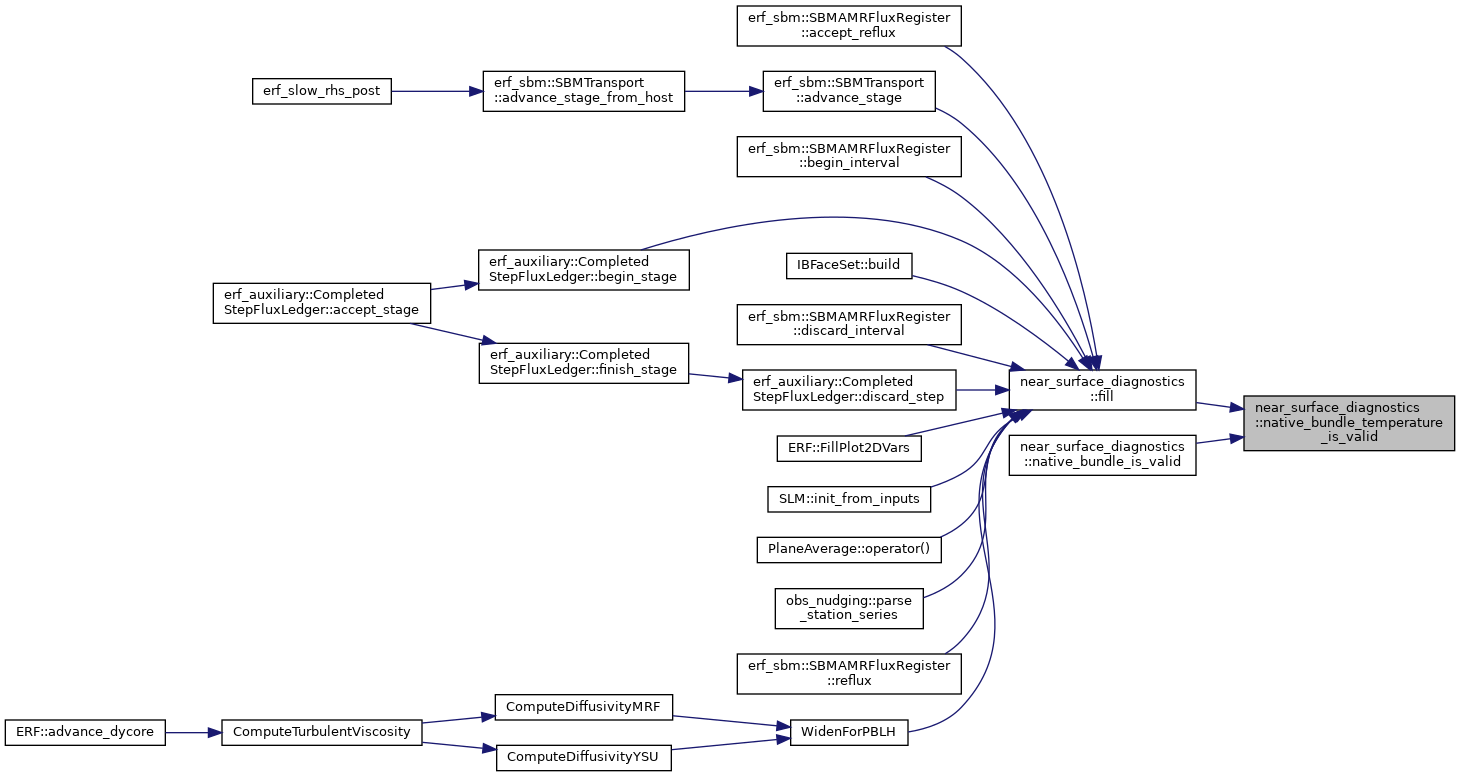 erf_sbm::SBMAMRFluxRegister
::accept_reflux
erf_slow_rhs_post
erf_sbm::SBMTransport
::advance_stage_from_host
erf_sbm::SBMTransport
::advance_stage
erf_sbm::SBMAMRFluxRegister
::begin_interval
erf_auxiliary::Completed
StepFluxLedger::begin_stage
IBFaceSet::build
erf_auxiliary::Completed
StepFluxLedger::accept_stage
erf_sbm::SBMAMRFluxRegister
::discard_interval
erf_auxiliary::Completed
StepFluxLedger::finish_stage
erf_auxiliary::Completed
StepFluxLedger::discard_step
near_surface_diagnostics
::fill
near_surface_diagnostics
::native_bundle_temperature
_is_valid
ERF::FillPlot2DVars
near_surface_diagnostics
::native_bundle_is_valid
SLM::init_from_inputs
PlaneAverage::operator()
obs_nudging::parse
_station_series
erf_sbm::SBMAMRFluxRegister
::reflux
ComputeDiffusivityMRF
ERF::advance_dycore
ComputeTurbulentViscosity
WidenForPBLH
ComputeDiffusivityYSU